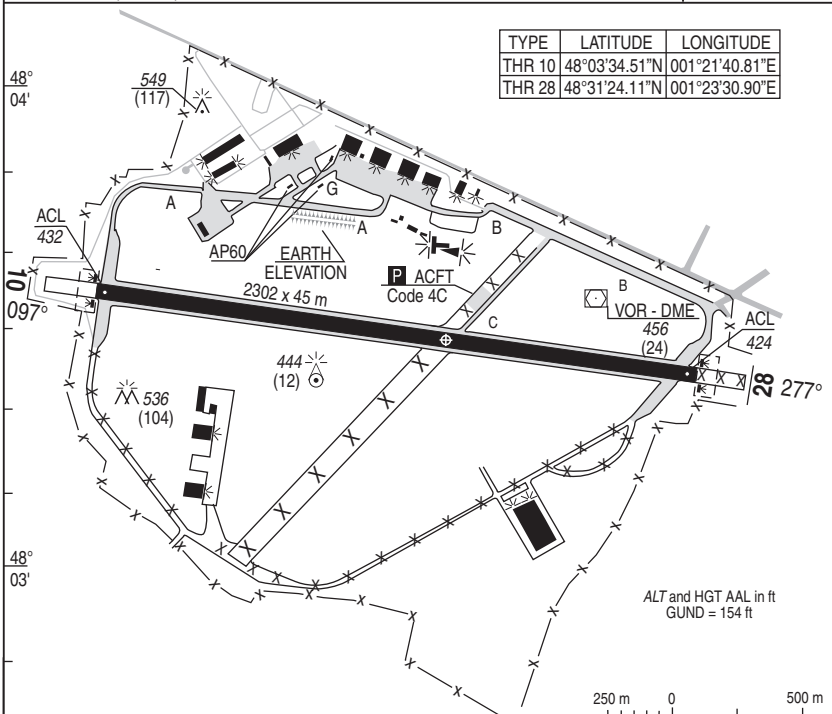 TYPE LATITUDE LONGITUDE
THR 10 48°03'34.51"N 001°21'40.81"E
THR 28 48°31'24.11"N 001°23'30.90"E
48°
04'
549
(117)
A
G
ACL
432
AP60
EARTH
ELEVATION
A
B
P ACFT
Code 4C
B
10
097°
2302 x 45 m
C
VOR - DME
456
(24)
ACL
424
444
(12)
28 277°
536
(104)
48°
03'
ALT and HGT AAL in ft
GUND = 154 ft
250 m 0 500 m